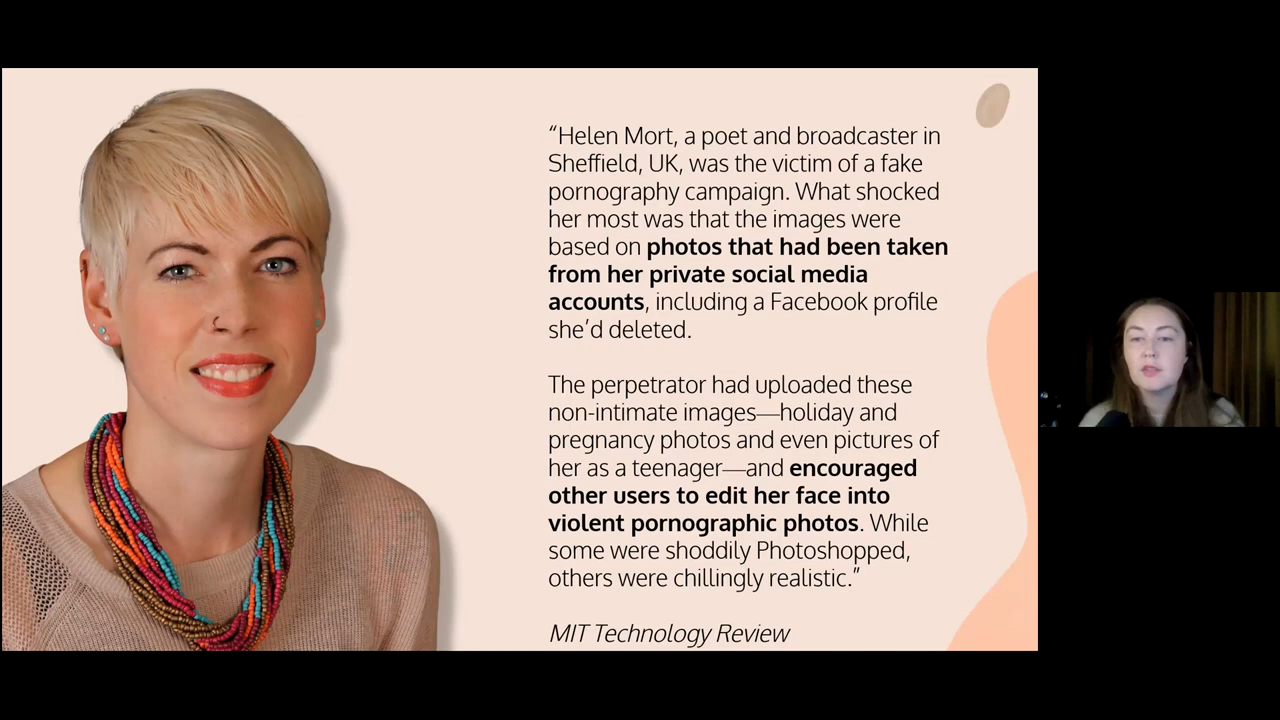 “Helen Mort, a poet and broadcaster in
Sheffield, UK, was the victim of a fake
pornography campaign. What shocked
her most was that the images were
based on photos that had been taken
from her private social media
accounts, including a Facebook profile
she’d deleted.
The perpetrator had uploaded these
non-intimate images—holiday and
pregnancy photos and even pictures of
her as a teenager—and encouraged
other users to edit her face into
violent pornographic photos. While
some were shoddily Photoshopped,
others were chillingly realistic.”
MIT Technology Review